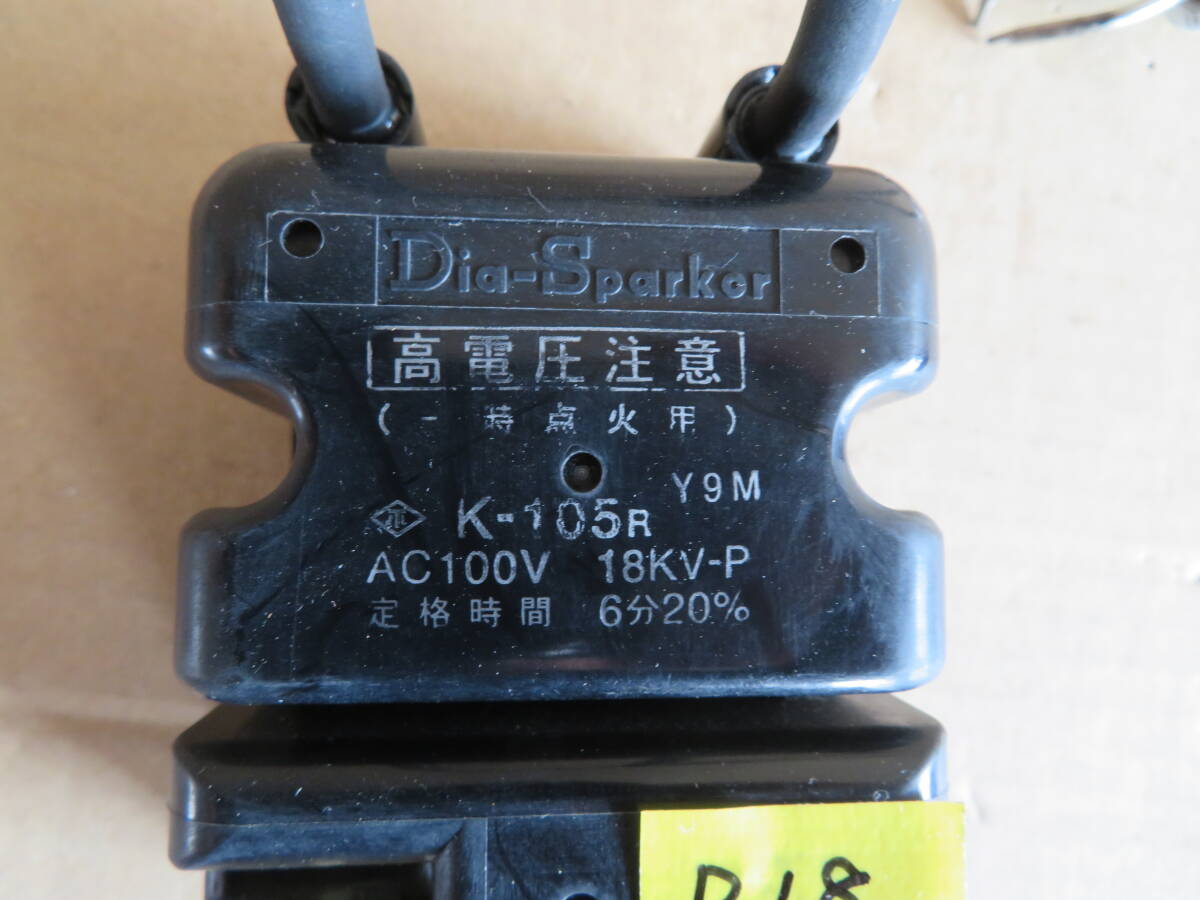 Dia-Sparker
高電圧注意
(一時点火用)
Y9M
K-105R
AC100V 18KV-P
定格時間 6分20%
D18